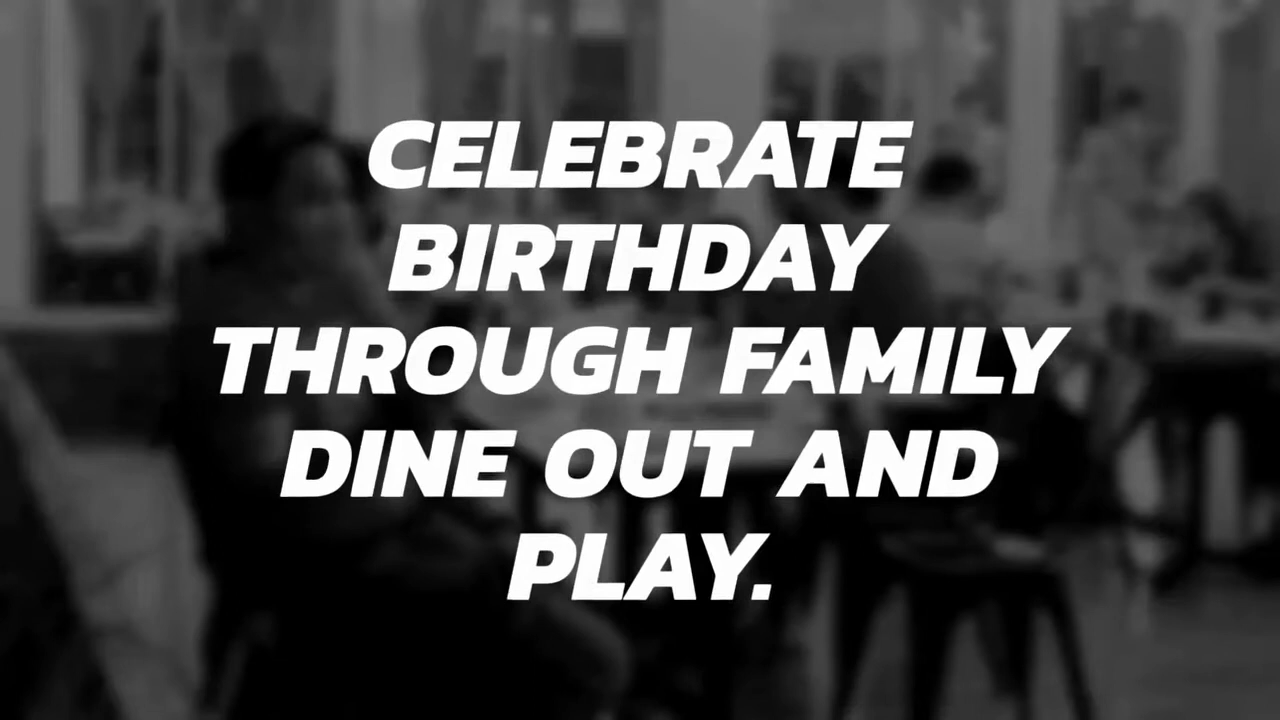 CELEBRATE
BIRTHDAY
THROUGH FAMILY
DINE OUT AND
PLAY.